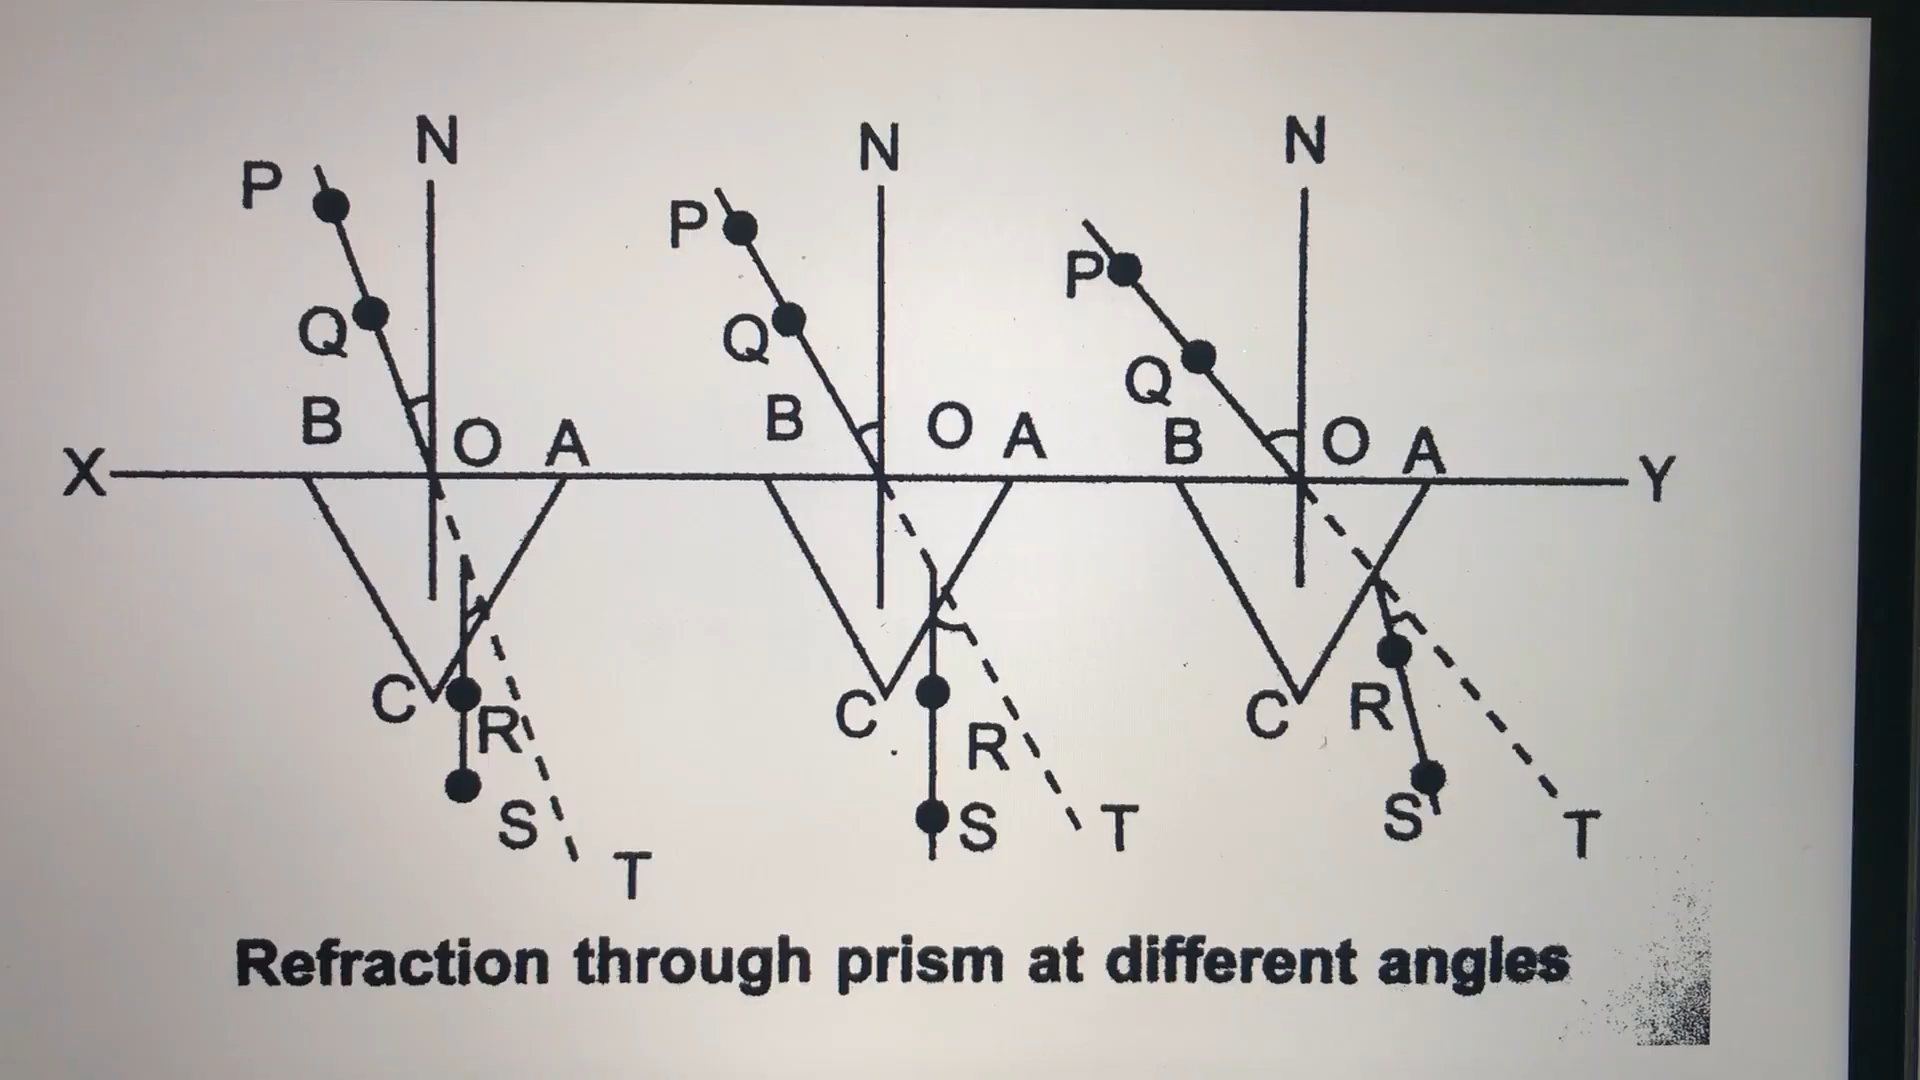 N N N
P P P
Q Q Q
B O A B O A B O A
X Y
C R C R C R
S S S
T T T
Refraction through prism at different angles